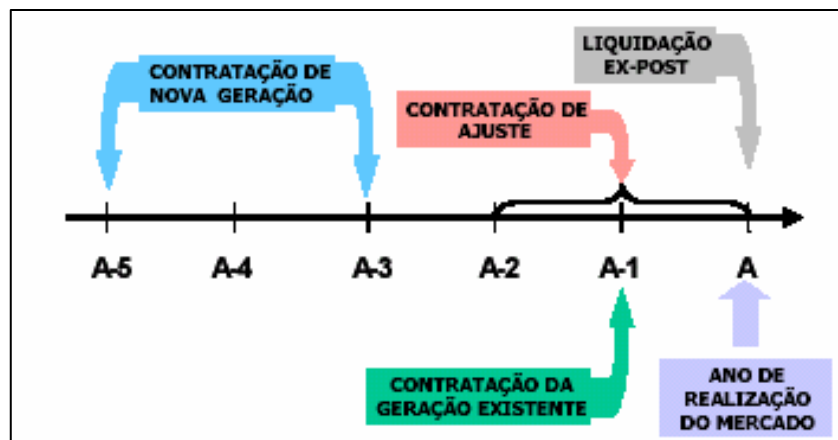 CONTRATAÇÃO DE
NOVA GERAÇÃO
LIQUIDAÇÃO
EX-POST
CONTRATAÇÃO DE
AJUSTE
A-5
A-4
A-3
A-2
A-1
A
CONTRATAÇÃO DA
GERAÇÃO EXISTENTE
ANO DE
REALIZAÇÃO
DO MERCADO